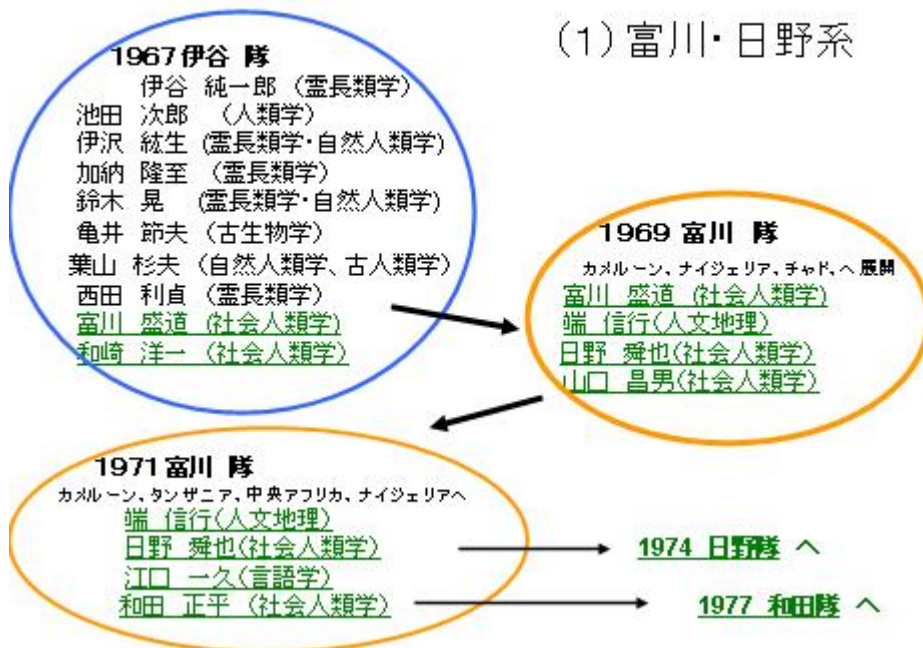 (1)富川・日野系
1967伊谷 隊
伊谷 純一郎 (霊長類学)
池田 次郎 (人類学)
伊沢 紘生 (霊長類学・自然人類学)
加納 隆至 (霊長類学)
鈴木 晃 (霊長類学・自然人類学)
亀井 節夫 (古生物学)
葉山 杉夫 (自然人類学、古人類学)
西田 利貞 (霊長類学)
富川 盛道 (社会人類学)
和崎 洋一 (社会人類学)
1969 富川 隊
カメルーン、ナイジェリア、チャド、へ 展開
富川 盛道 (社会人類学)
端 信行(人文地理)
日野 舜也(社会人類学)
山口 昌男(社会人類学)
1971富川 隊
カメルーン、タンザニア、中央アフリカ、ナイジェリアへ
端 信行(人文地理)
日野 舜也(社会人類学)
江口 一久(言語学)
和田 正平 (社会人類学)
1974 日野隊 へ
1977 和田隊 へ